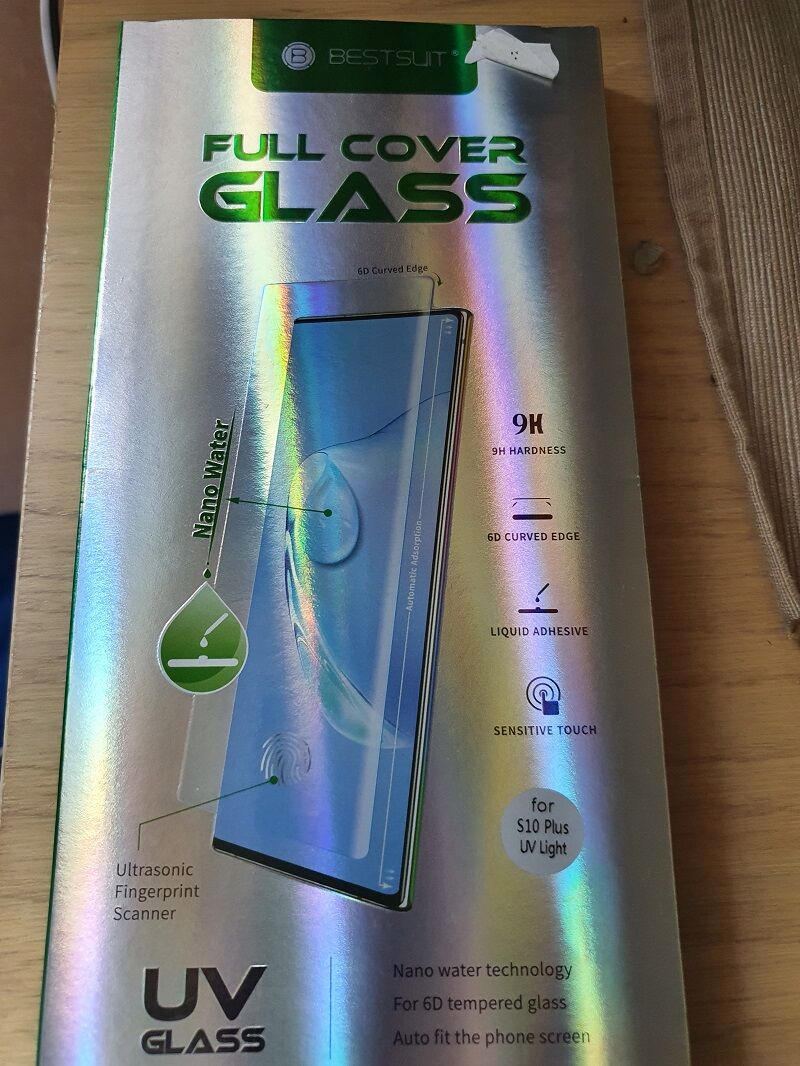 B BESTSUIT®
FULL COVER
GLASS
6D Curved Edge
Nano Water
Automatic Adsorption
9H
9H HARDNESS
6D CURVED EDGE
LIQUID ADHESIVE
SENSITIVE TOUCH
for
S10 Plus
UV Light
Ultrasonic
Fingerprint
Scanner
UV
GLASS
Nano water technology
For 6D tempered glass
Auto fit the phone screen